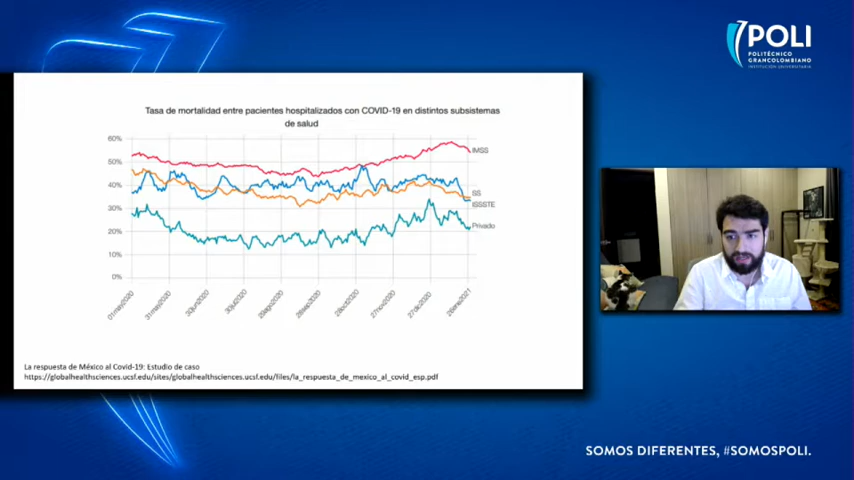 POLI
POLITÉCNICO
GRANCOLOMBIANO
INSTITUCIÓN UNIVERSITARIA
Tasa de mortalidad entre pacientes hospitalizados con COVID-19 en distintos subsistemas
de salud
60%
50%
40%
30%
20%
10%
0%
IMSS
SS
ISSSTE
Privado
01may2020
31may2020
30jun2020
30jul2020
29ago2020
28sep2020
28oct2020
27nov2020
27dic2020
26ene2021
La respuesta de México al Covid-19: Estudio de caso
https://globalhealthsciences.ucsf.edu/sites/globalhealthsciences.ucsf.edu/files/la_respuesta_de_mexico_al_covid_esp.pdf
SOMOS DIFERENTES, #SOMOSPOLI.